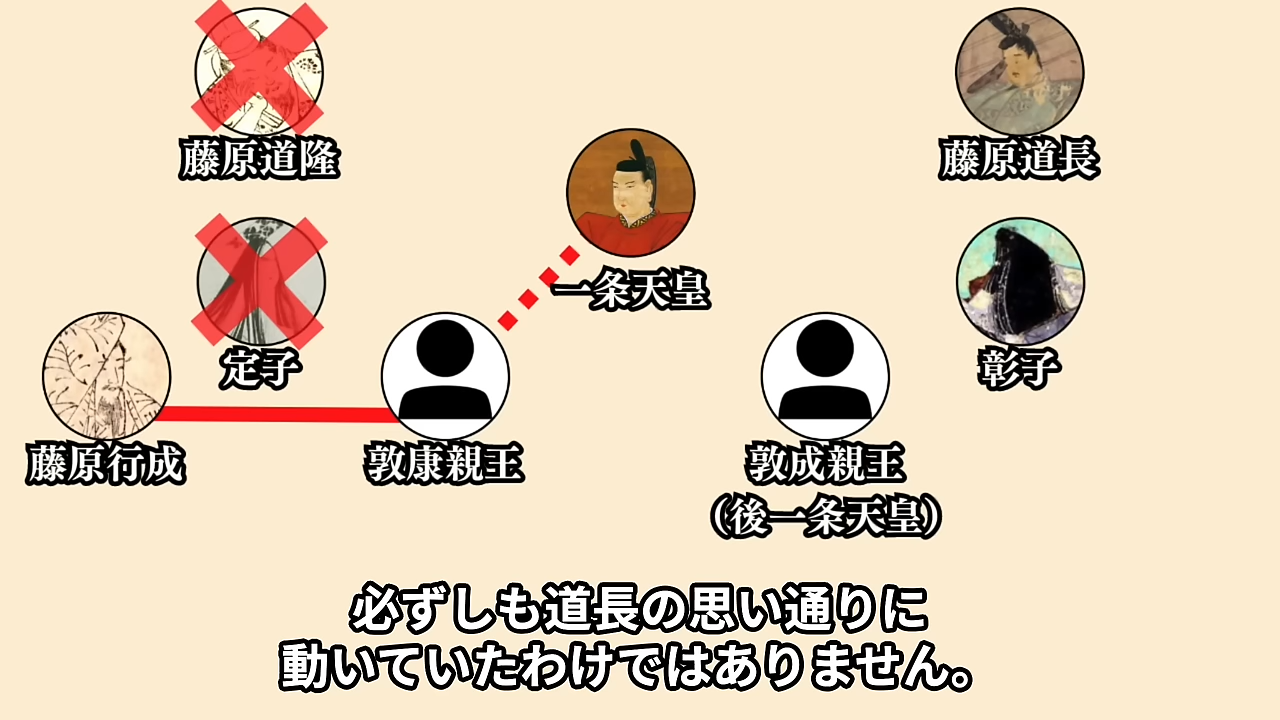 藤原道隆
藤原道長
一条天皇
定子
彰子
藤原行成
敦康親王
敦成親王
（後一条天皇）
必ずしも道長の思い通りに
動いていたわけではありません。